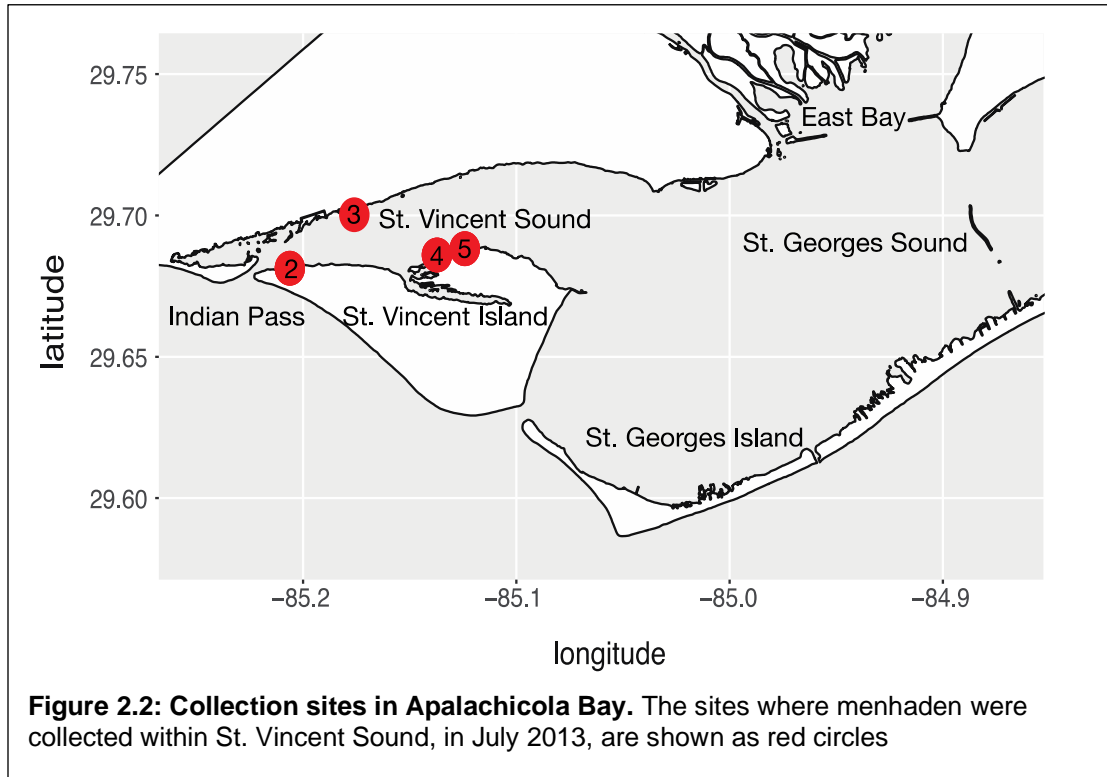 latitude
29.75
29.70
29.65
29.60
East Bay
3
St. Vincent Sound
4
5
St. Georges Sound
2
Indian Pass
St. Vincent Island
St. Georges Island
−85.2
−85.1
−85.0
−84.9
longitude
Figure 2.2: Collection sites in Apalachicola Bay. The sites where menhaden were
collected within St. Vincent Sound, in July 2013, are shown as red circles